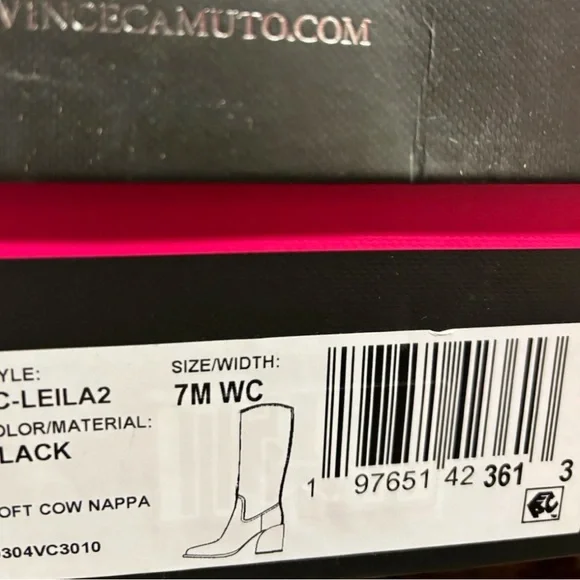 VINCECAMUTO.COM
YLE:
C-LEILA2
SIZE/WIDTH:
7M WC
OLOR/MATERIAL:
LACK
OFT COW NAPPA
304VC3010
1 97651 42 361 3